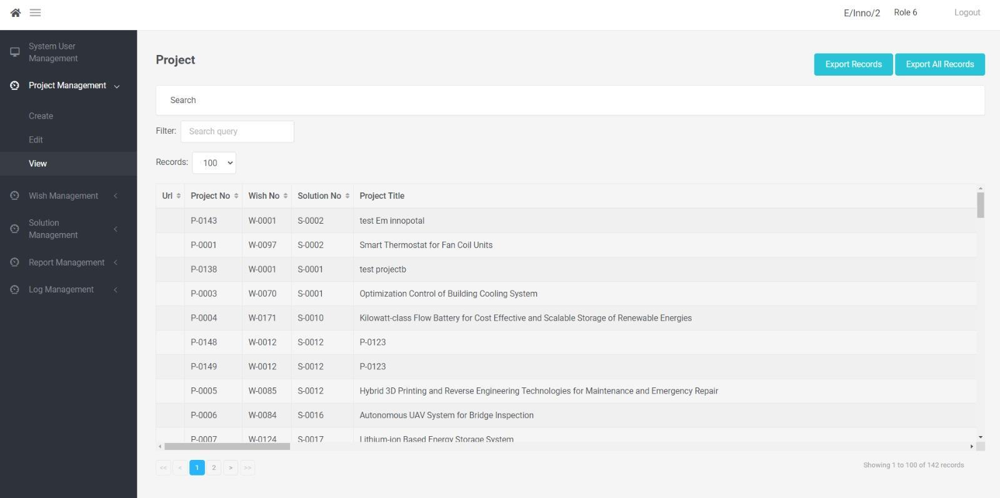 E/Inno/2 Role 6 Logout
System User
Management
Project Management
Create
Edit
View
Wish Management
Solution
Management
Report Management
Log Management
Project
Export Records Export All Records
Search
Filter: Search query
Records: 100
Url Project No Wish No Solution No Project Title
P-0143 W-0001 S-0002 test Em innopotal
P-0001 W-0097 S-0002 Smart Thermostat for Fan Coil Units
P-0138 W-0001 S-0001 test projectb
P-0003 W-0070 S-0001 Optimization Control of Building Cooling System
P-0004 W-0171 S-0010 Kilowatt-class Flow Battery for Cost Effective and Scalable Storage of Renewable Energies
P-0148 W-0012 S-0012 P-0123
P-0149 W-0012 S-0012 P-0123
P-0005 W-0085 S-0012 Hybrid 3D Printing and Reverse Engineering Technologies for Maintenance and Emergency Repair
P-0006 W-0084 S-0016 Autonomous UAV System for Bridge Inspection
P-0007 W-0124 S-0017 Lithium-ion Based Energy Storage System
<< < 1 2 > >> Showing 1 to 100 of 142 records